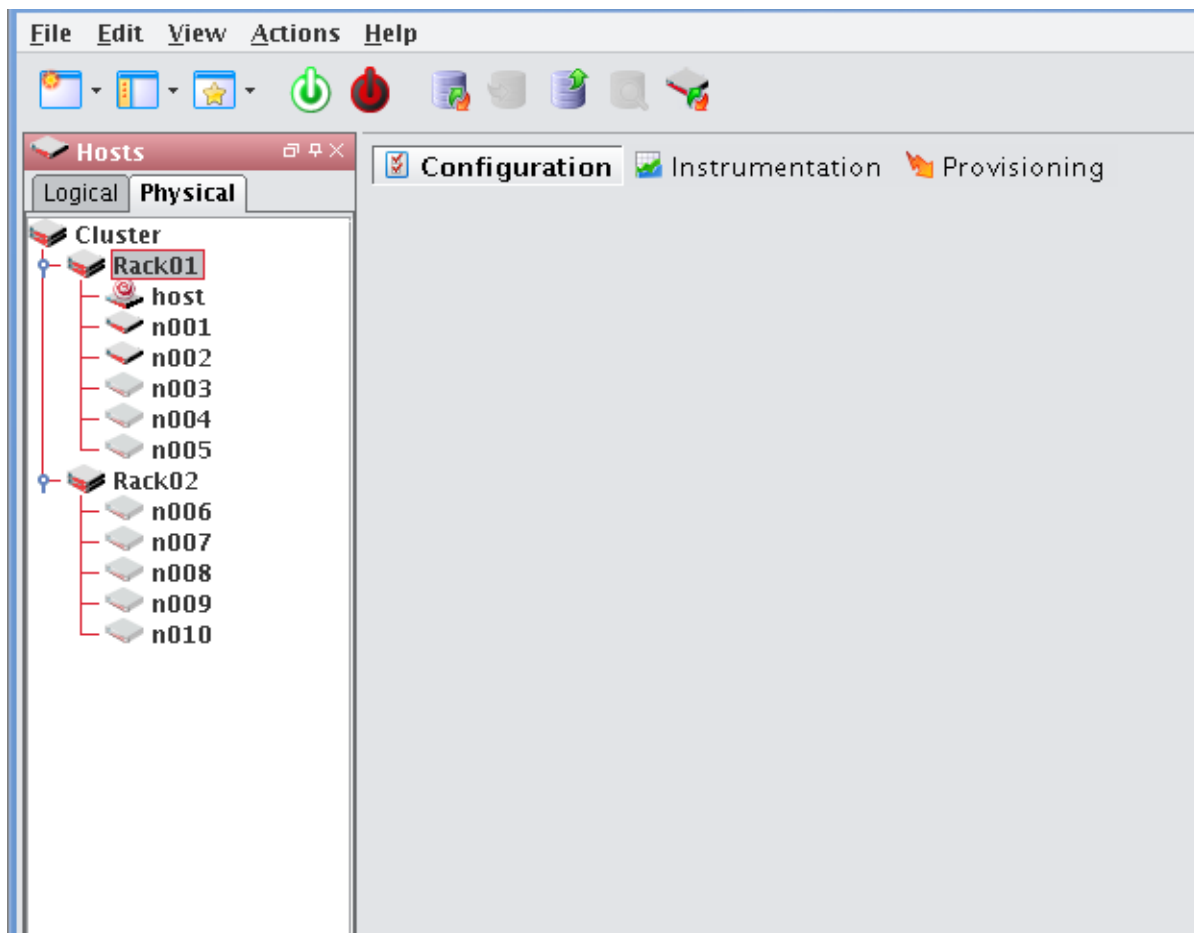 File Edit View Actions Help
Hosts
Configuration Instrumentation Provisioning
Logical Physical
Cluster
Rack01
host
n001
n002
n003
n004
n005
Rack02
n006
n007
n008
n009
n010